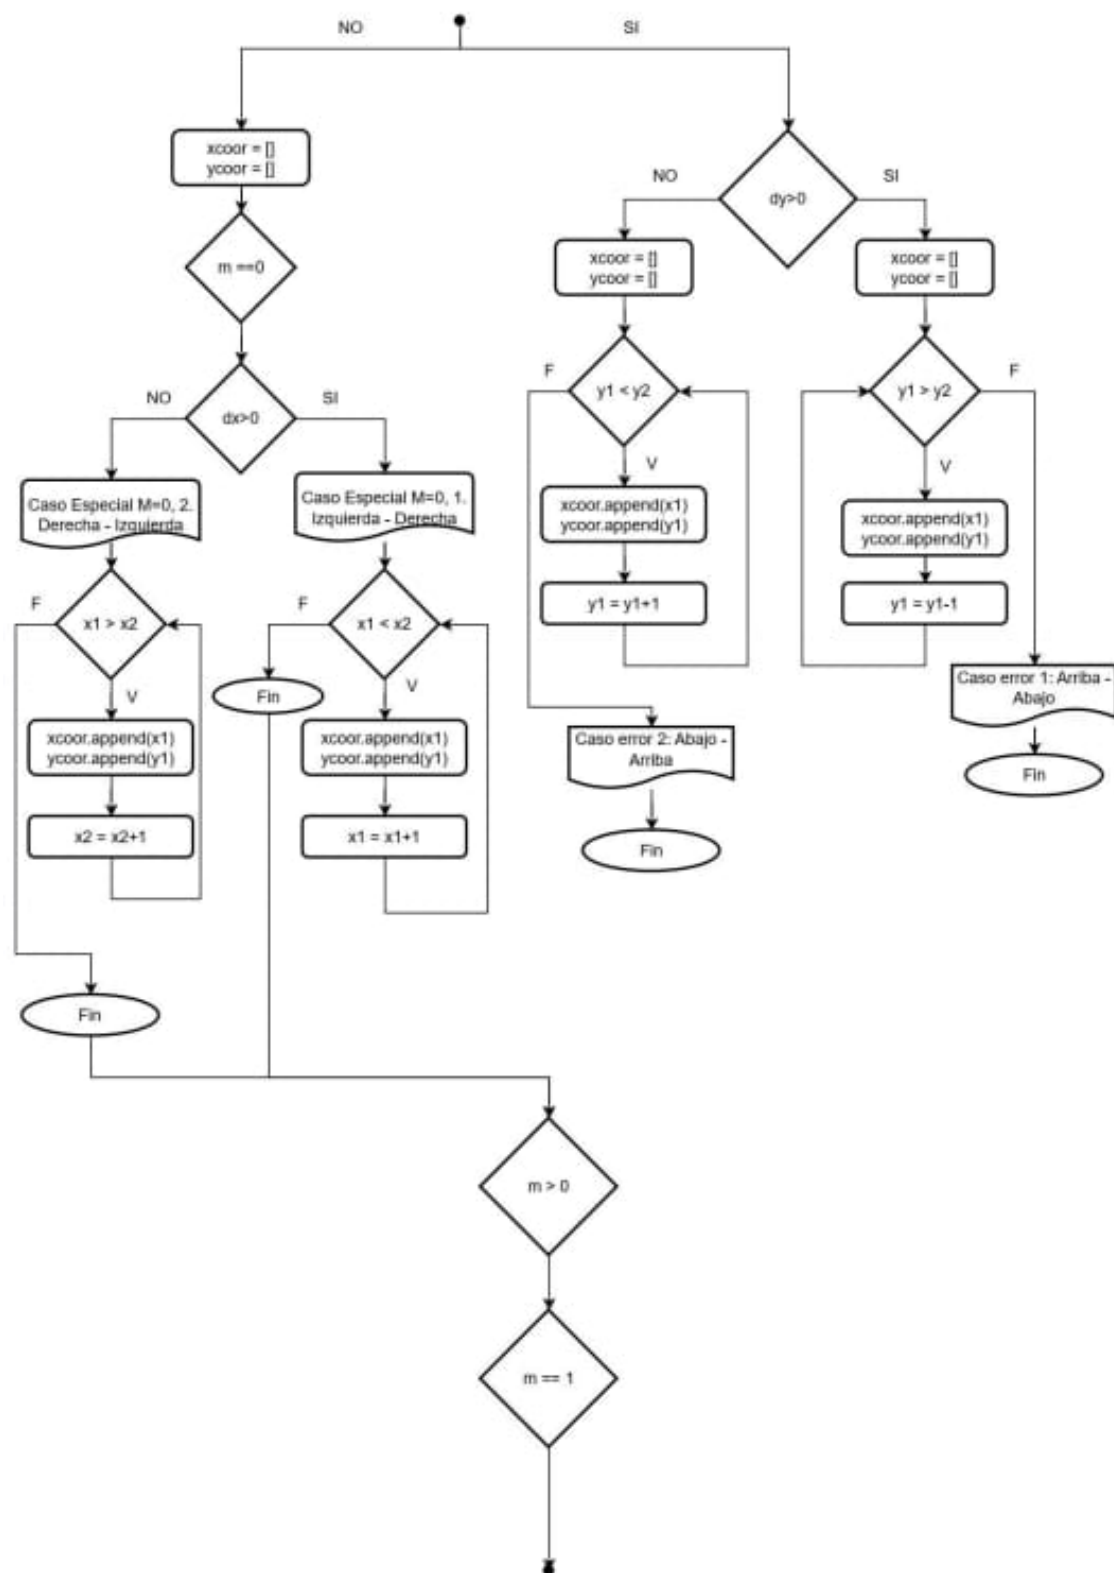 NO
SI
xcoor = []
ycoor = []
m ==0
dx>0
NO
SI
Caso Especial M=0, 2.
Derecha - Izquierda
Caso Especial M=0, 1.
Izquierda - Derecha
F
x1 > x2
V
xcoor.append(x1)
ycoor.append(y1)
x2 = x2+1
Fin
F
x1 < x2
V
Fin
xcoor.append(x1)
ycoor.append(y1)
x1 = x1+1
dy>0
NO
SI
xcoor = []
ycoor = []
F
y1 < y2
V
xcoor.append(x1)
ycoor.append(y1)
y1 = y1+1
Caso error 2: Abajo -
Arriba
Fin
xcoor = []
ycoor = []
y1 > y2
F
V
xcoor.append(x1)
ycoor.append(y1)
y1 = y1-1
Caso error 1: Arriba -
Abajo
Fin
m > 0
m == 1